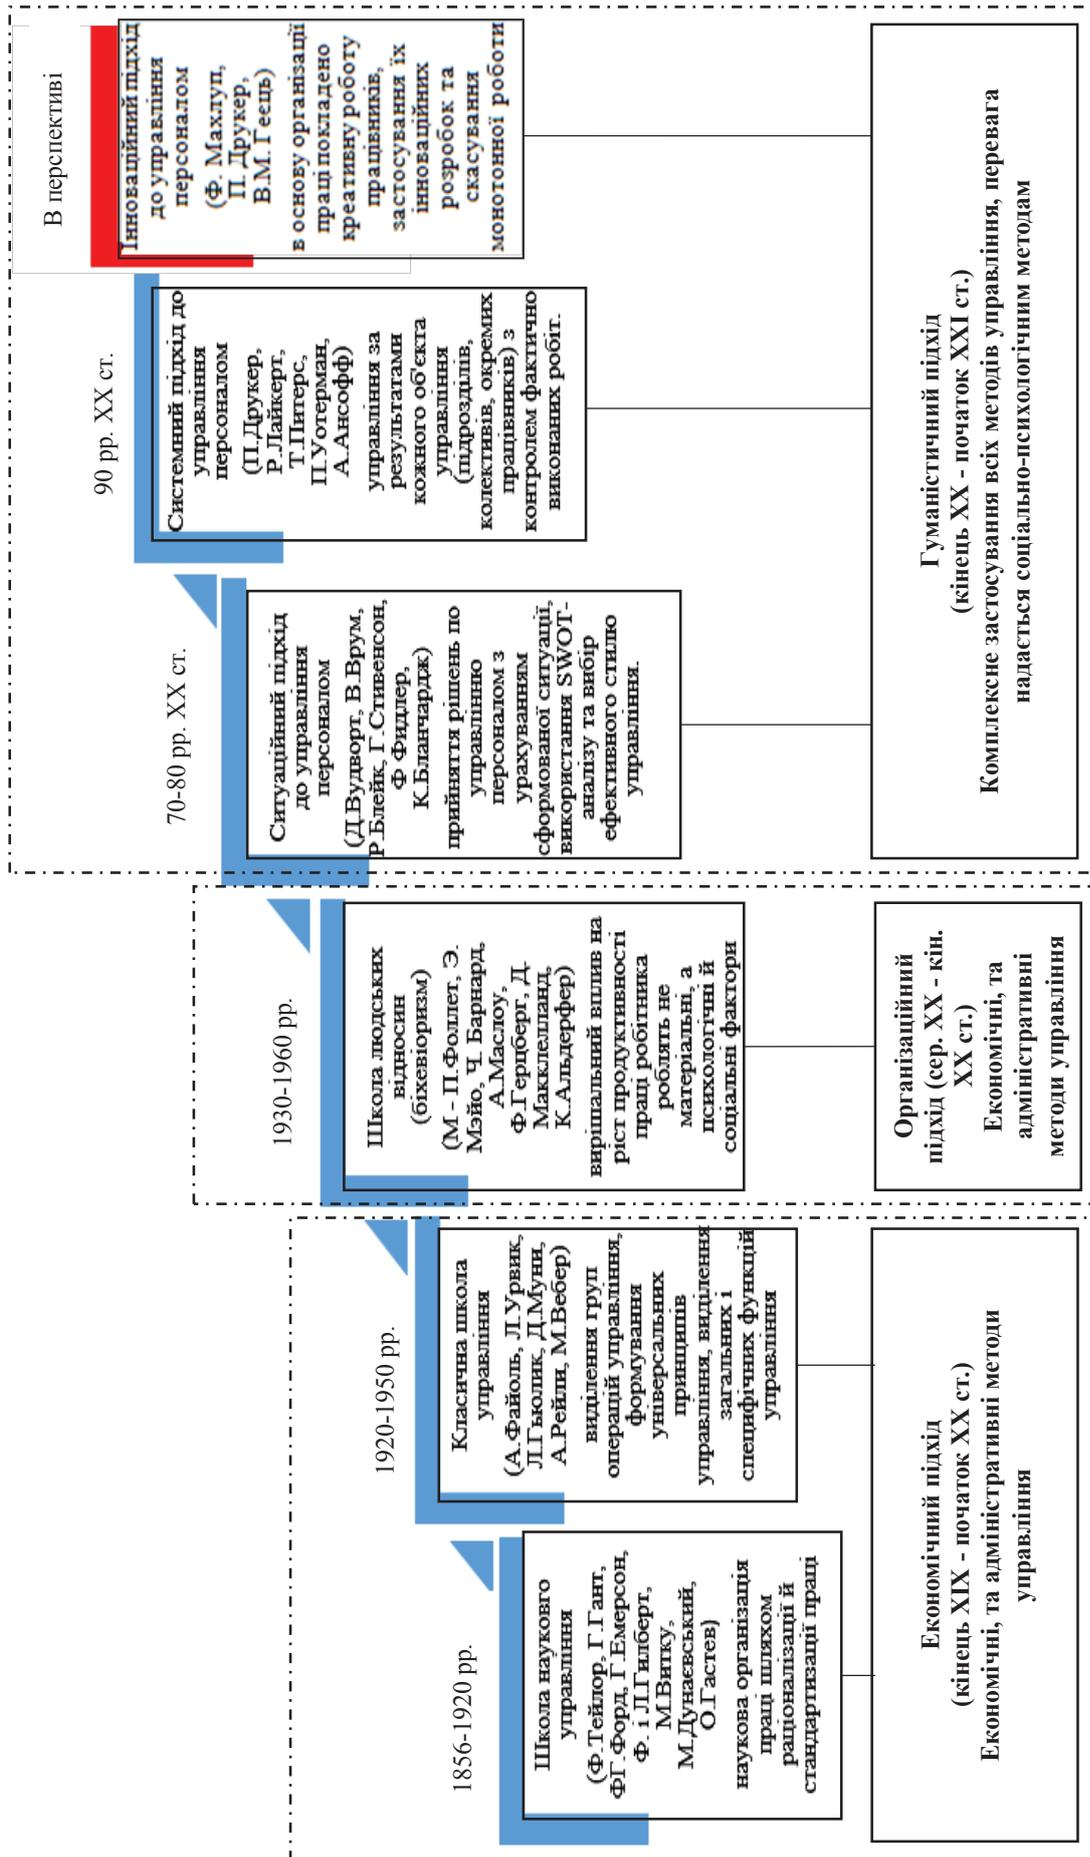 1856-1920 рр.
Школа наукового
управління
(Ф.Тейлор, Г.Гант,
ФГ.Форд, Г.Емерсон,
Ф. і Л.Гилберт,
М.Витку,
М.Дунаєвський,
О.Гастев)
наукова організація
праці шляхом
раціоналізації й
стандартизації праці
1920-1950 рр.
Класична школа
управління
(А.Файоль, Л.Урвик,
Л.Гьюлик, Д.Муни,
А.Рейли, М.Вебер)
виділення груп
операцій управління,
формування
універсальних
принципів
управління, виділення
загальних і
специфічних функцій
управління
1930-1960 рр.
Школа людських
відносин
(біхевіоризм)
(М - П.Фоллет, Э.
Мэйо, Ч. Барнард,
А.Маслоу,
Ф.Герцберг, Д.
Макклелланд,
К.Альдерфер)
вирішальний вплив на
ріст продуктивності
праці робітника
роблять не
матеріальні, а
психологічні й
соціальні фактори
70-80 рр. ХХ ст.
Ситуаційний підхід
до управління
персоналом
(Д.Вудворт, В.Врум,
Р.Блейк, Г.Стивенсон,
Ф Фидлер,
К.Бланчардж)
прийняття рішень по
управлінню
персоналом з
урахуванням
сформованої ситуації,
використання SWOT-
аналізу та вибір
ефективного стилю
управління.
90 рр. ХХ ст.
Системний підхід до
управління
персоналом
(П.Друкер,
Р.Лайкерт,
Т.Питерс,
П.Уотерман,
А.Ансофф)
управління за
результатами
кожного об'єкта
управління
(підрозділів,
колективів, окремих
працівників) з
контролем фактично
виконаних робіт.
В перспективі
Інноваційний підхід
до управління
персоналом
(Ф. Махлуп,
П. Друкер,
В.М. Геєць)
в основу організації
праці покладено
креативну роботу
працівників,
застосування їх
інноваційних
розробок та
скасування
монотонної роботи
Економічний підхід
(кінець ХІХ - початок ХХ ст.)
Економічні, та адміністративні методи
управління
Організаційний
підхід (сер. ХХ - кін.
ХХ ст.)
Економічні, та
адміністративні
методи управління
Гуманістичний підхід
(кінець ХХ - початок ХХІ ст.)
Комплексне застосування всіх методів управління, перевага
надається соціально-психологічним методам